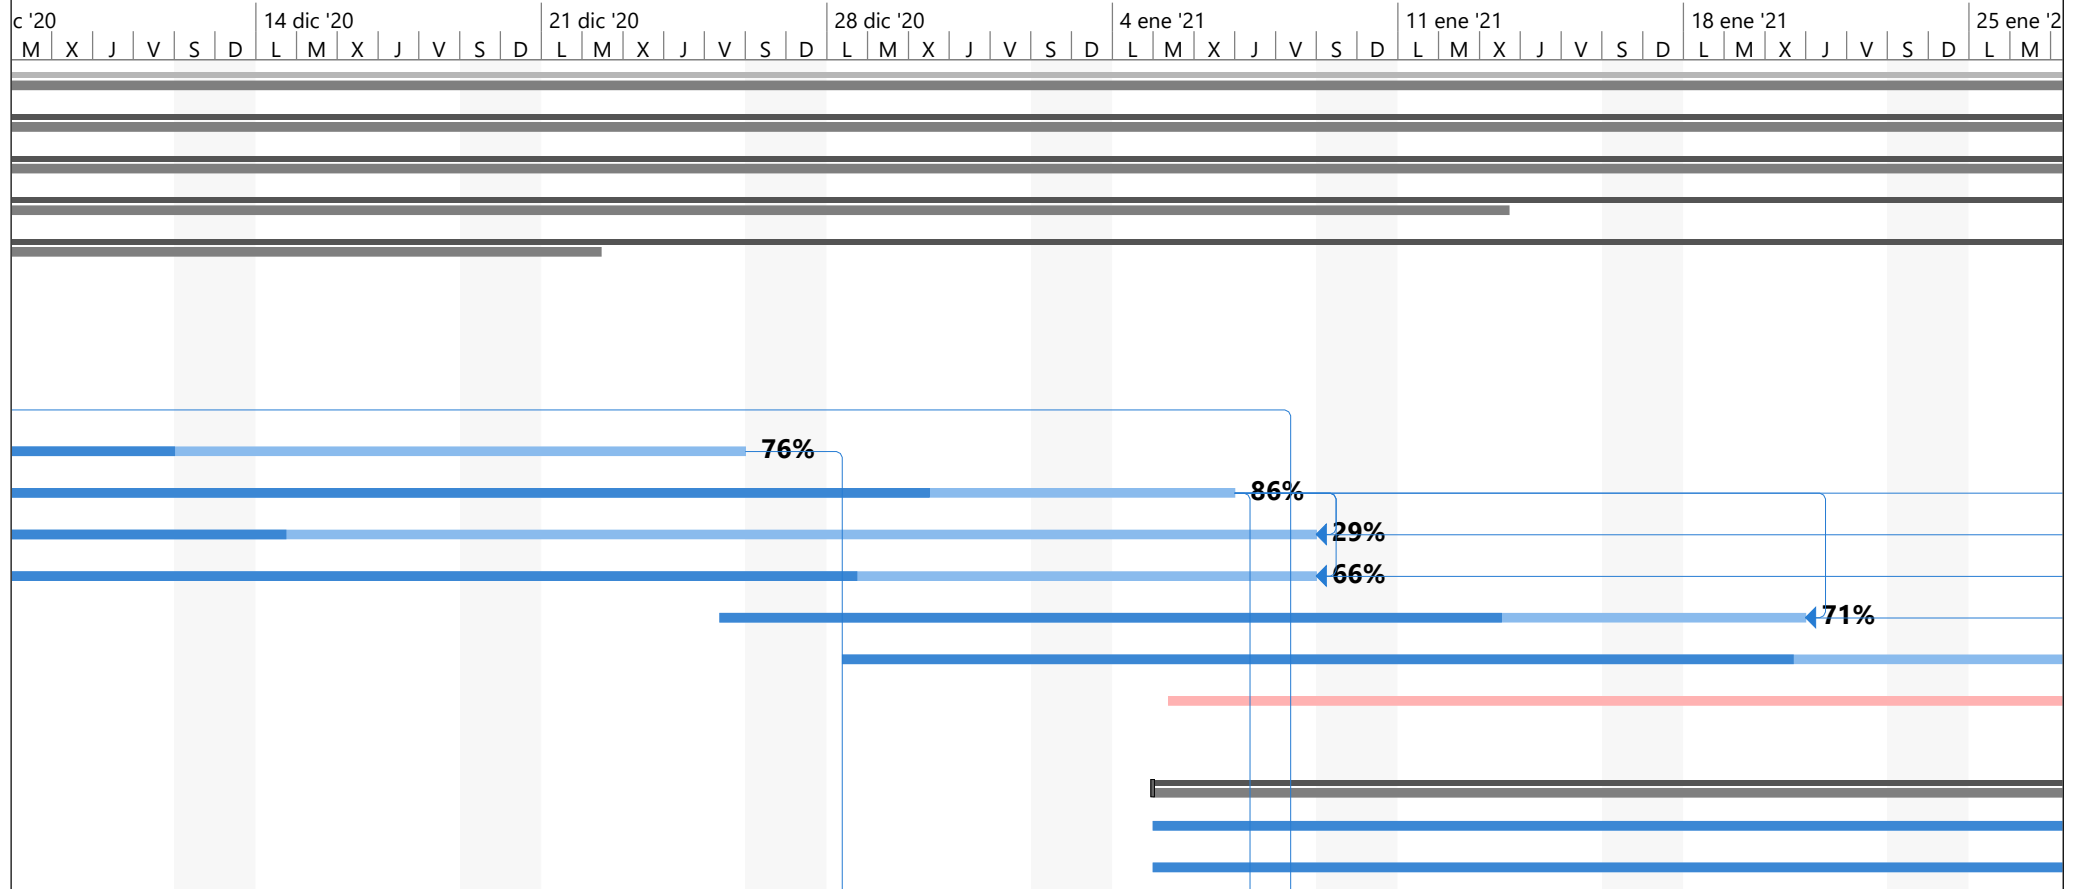 c '20 14 dic '20 21 dic '20 28 dic '20 4 ene '21 11 ene '21 18 ene '21 25 ene '2
M X J V S D L M X J V S D L M X J V S D L M X J V S D L M X J V S D L M X J V S D L M X J V S D L M
76%
86%
29%
66%
71%